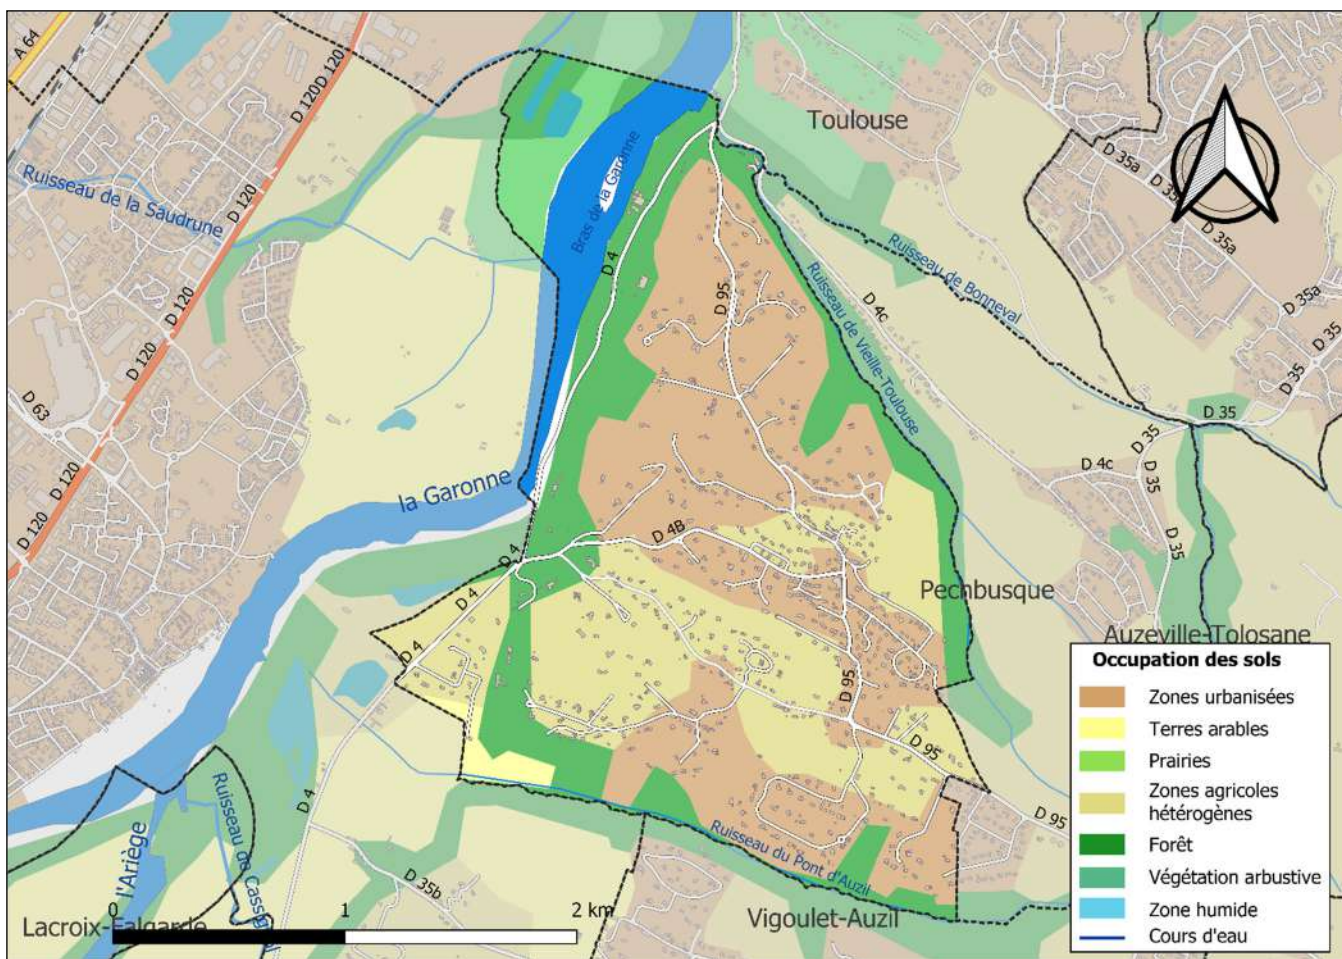 A 64
D 120
D 120
Toulouse
D 35a
D 35a
D 35a
Ruisseau de la Saudrune
D 120
Bras de la Garonne
D 4
Ruisseau de Bonneval
D 35a
D 95
D 4c
Ruisseau de Vieille-Toulouse
D 120
D 120
D 35
D 35
D 63
D 35
D 35
D 4c
D 35
D 120
la Garonne
D 4B
D 35
D 120
D 4
D 4
Pechbusque
Auzeville-Tolosane
D 4
D 95
D 95
D 95
D 4
Ruisseau du Pont d'Auzil
Ruisseau de Cassignol
l'Ariège
D 35b
Lacroix-Falgarde
Vigoulet-Auzil
0
1
2 km
Occupation des sols
Zones urbanisées
Terres arables
Prairies
Zones agricoles
hétérogènes
Forêt
Végétation arbustive
Zone humide
Cours d'eau